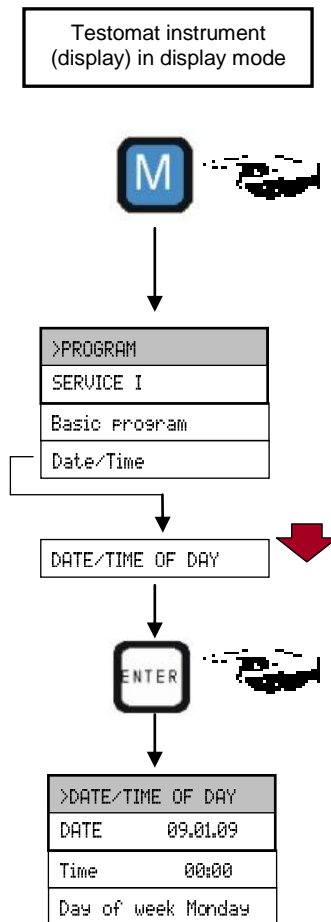 Testomat instrument
(display) in display mode
M
>PROGRAM
SERVICE I
Basic program
Date/Time
DATE/TIME OF DAY
ENTER
>DATE/TIME OF DAY
DATE 09.01.09
Time 00:00
Day of week Monday